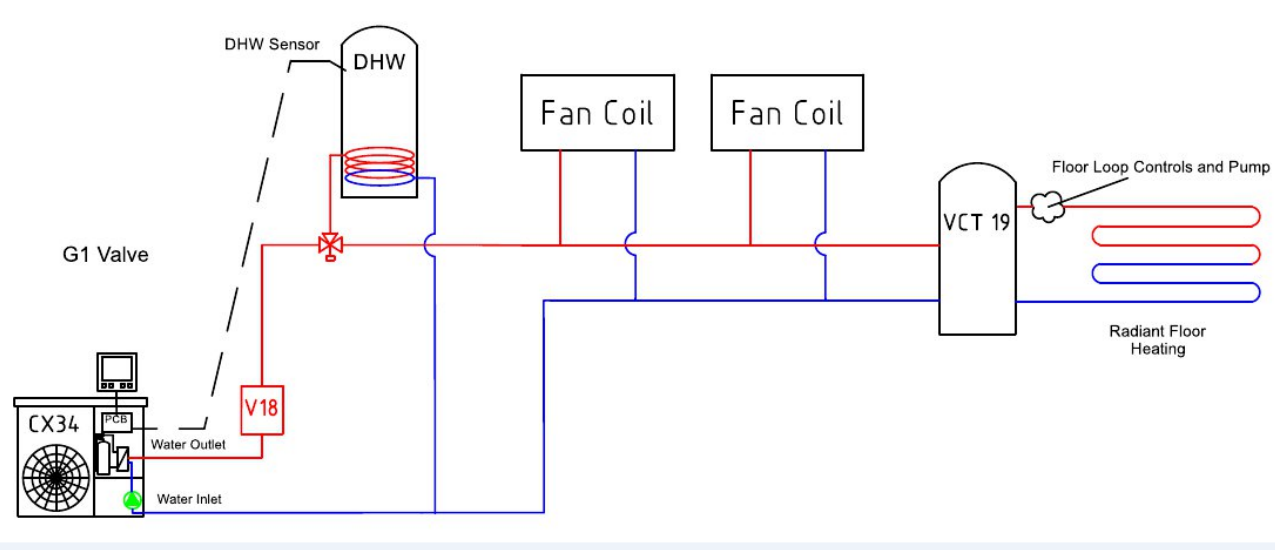 DHW Sensor
DHW
Fan Coil
Fan Coil
Floor Loop Controls and Pump
VCT 19
G1 Valve
Radiant Floor
Heating
V18
CX34
PCB
Water Outlet
Water Inlet